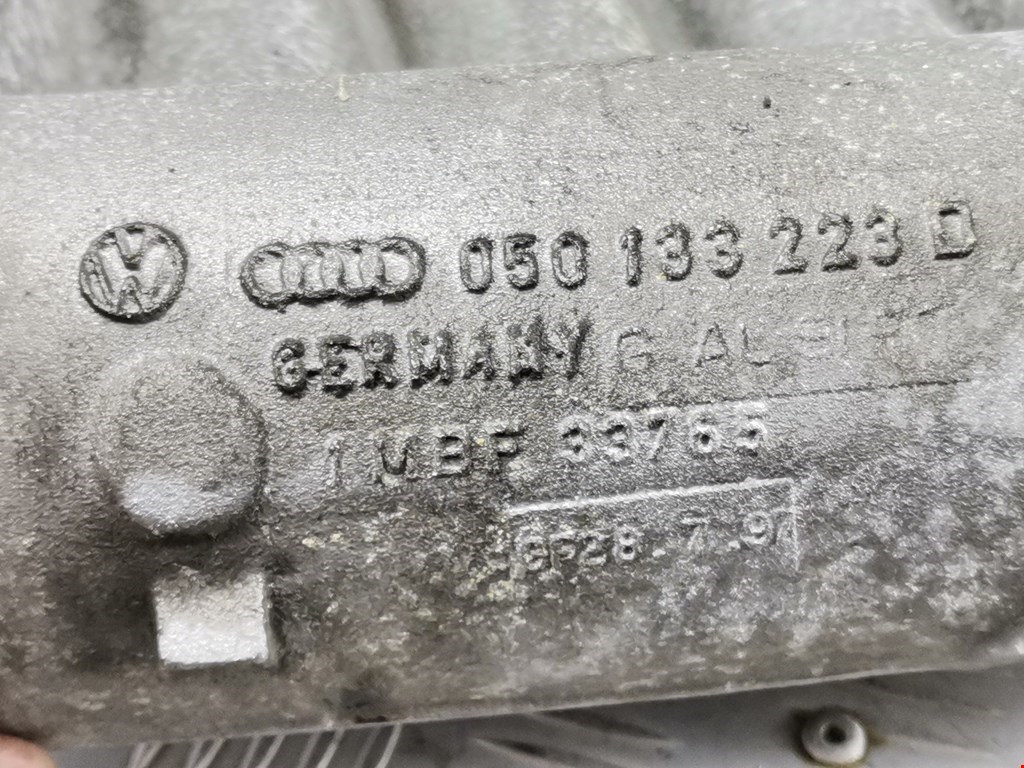 050 133 223 D
GERMANY G AL
1 MBF 33765
28.7.97